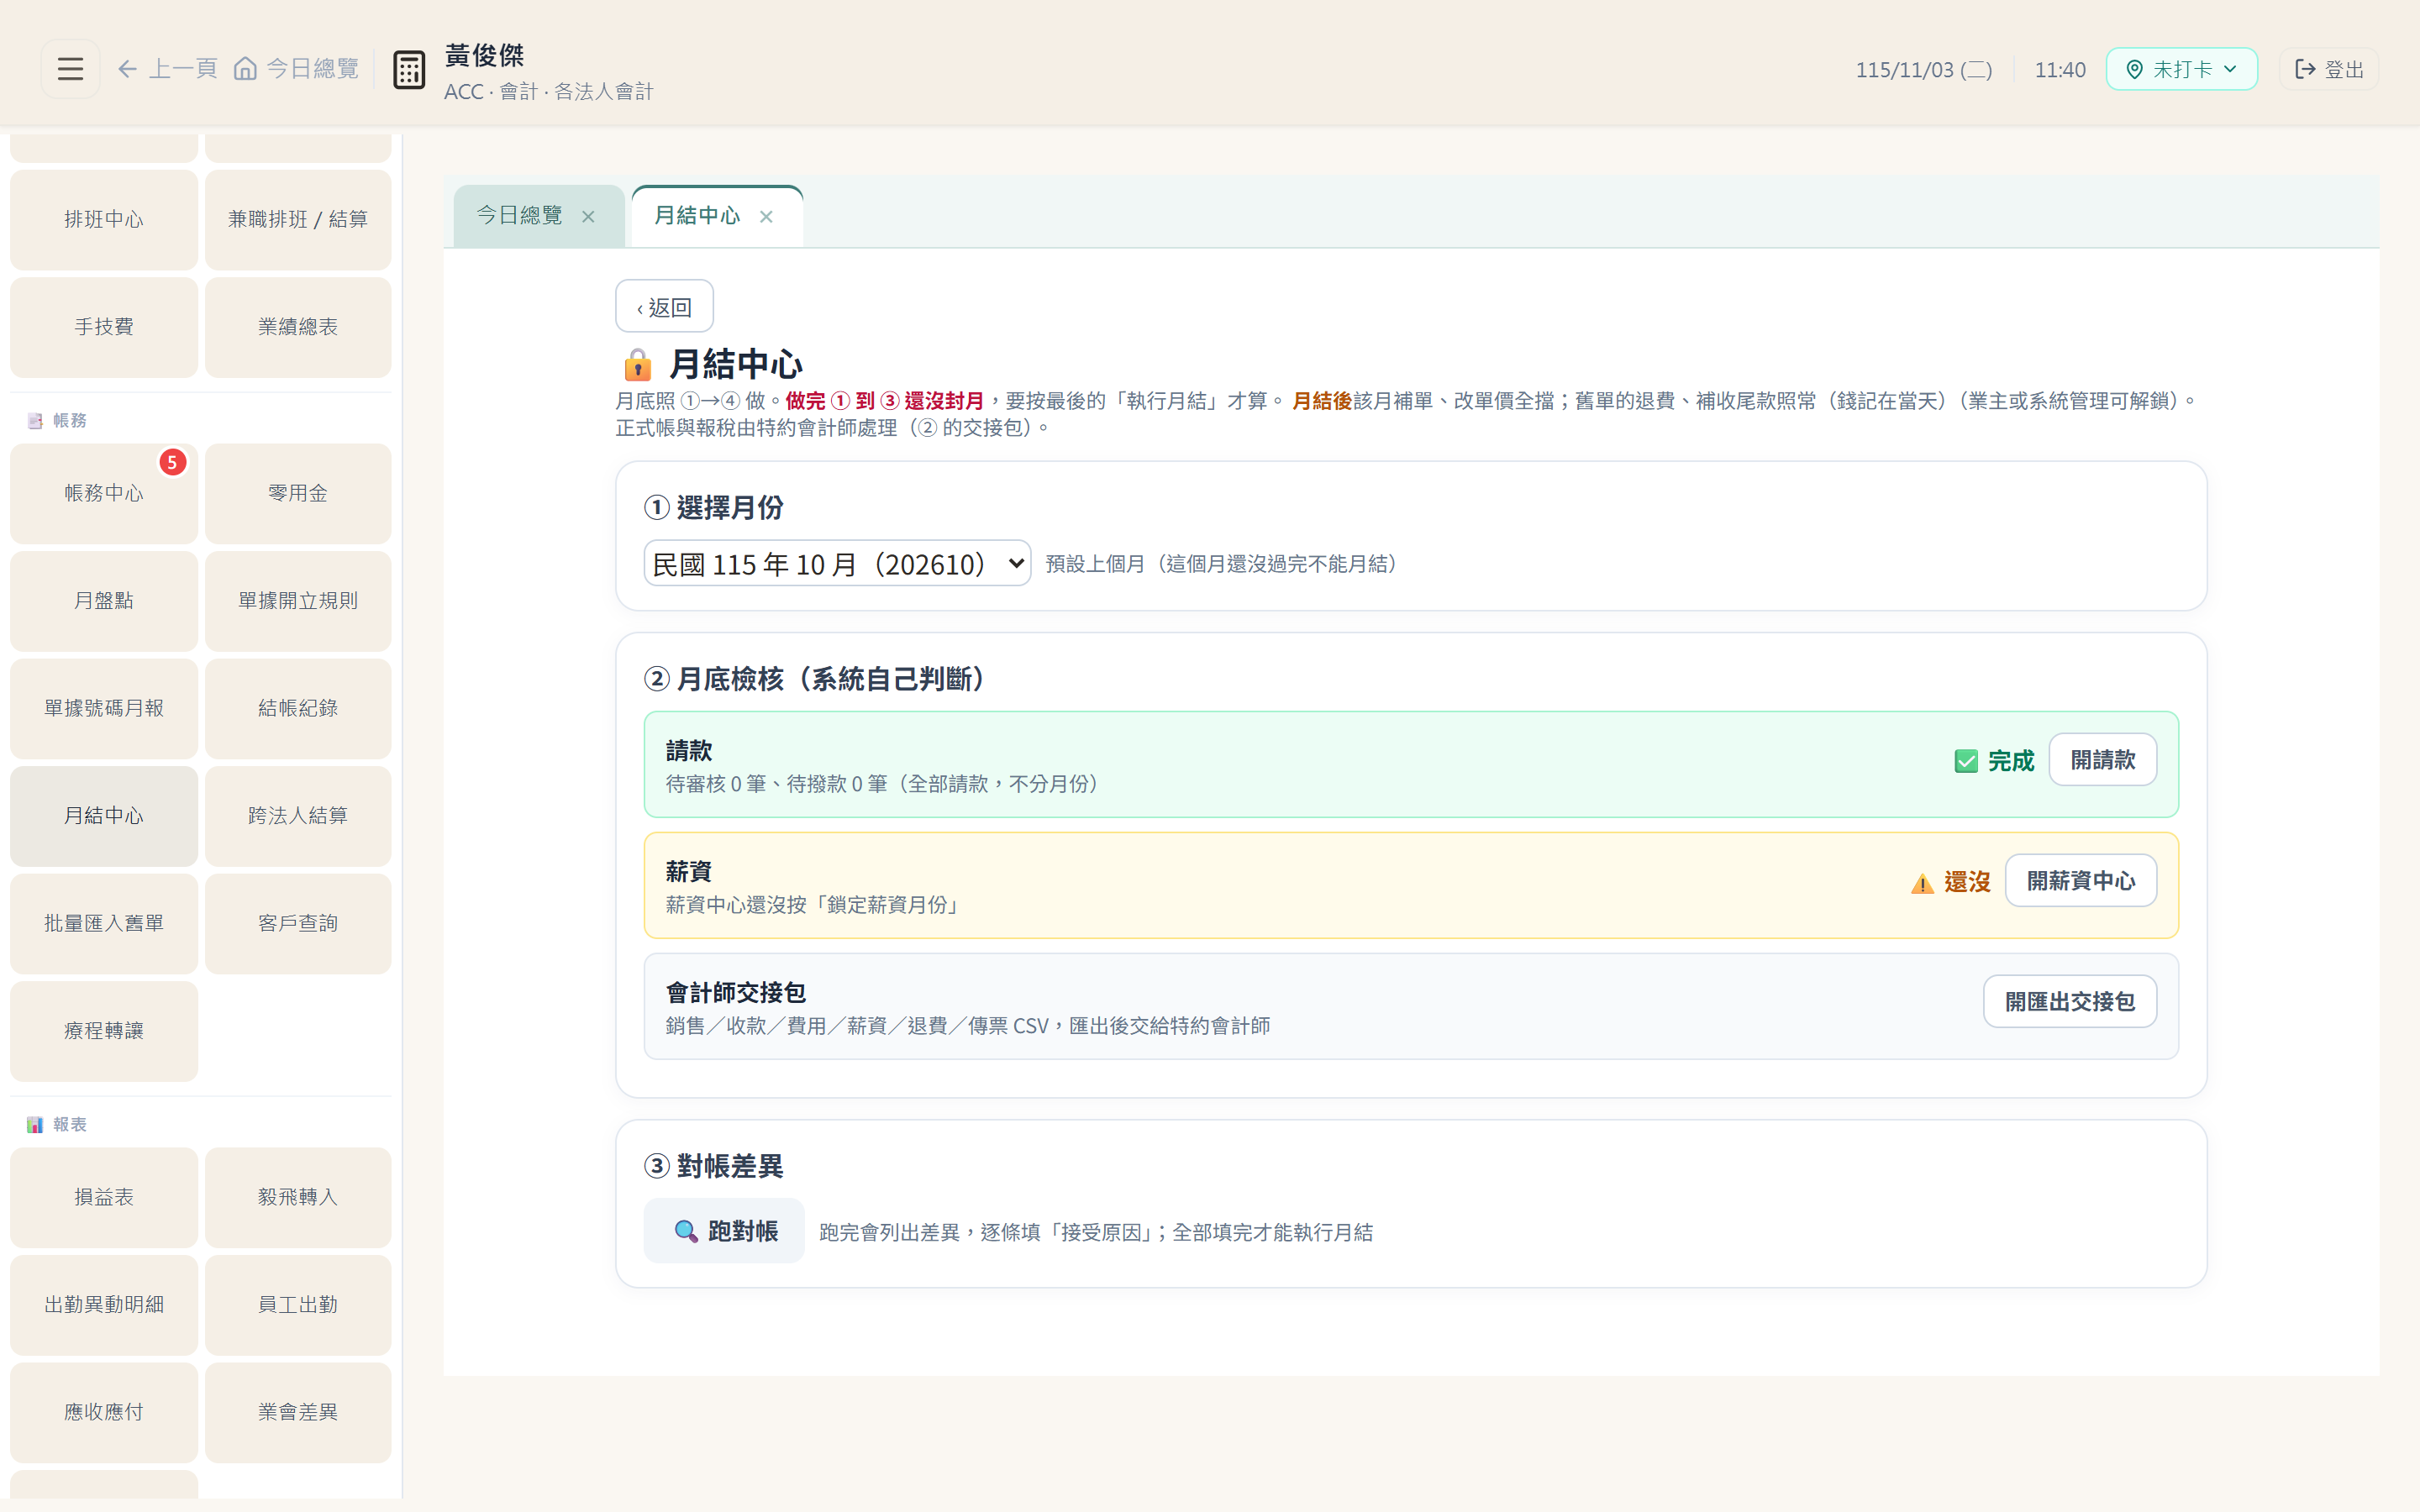 上一頁
今日總覽
黃俊傑
ACC · 會計 · 各法人會計
115/11/03 (二)
11:40
未打卡
登出
排班中心
兼職排班 / 結算
手技費
業績總表
帳務
帳務中心
5
零用金
月盤點
單據開立規則
單據號碼月報
結帳紀錄
月結中心
跨法人結算
批量匯入舊單
客戶查詢
療程轉讓
報表
損益表
毅飛轉入
出勤異動明細
員工出勤
應收應付
業會差異
今日總覽 ×
月結中心 ×
‹ 返回
月結中心
月底照 ①→④ 做。做完 ① 到 ③ 還沒封月，要按最後的「執行月結」才算。 月結後該月補單、改單價全擋；舊單的退費、補收尾款照常（錢記在當天）（業主或系統管理可解鎖）。
正式帳與報稅由特約會計師處理（② 的交接包）。
① 選擇月份
民國 115 年 10 月（202610）
預設上個月（這個月還沒過完不能月結）
② 月底檢核（系統自己判斷）
請款
待審核 0 筆、待撥款 0 筆（全部請款，不分月份）
完成
開請款
薪資
薪資中心還沒按「鎖定薪資月份」
還沒
開薪資中心
會計師交接包
銷售／收款／費用／薪資／退費／傳票 CSV，匯出後交給特約會計師
開匯出交接包
③ 對帳差異
跑對帳
跑完會列出差異，逐條填「接受原因」；全部填完才能執行月結